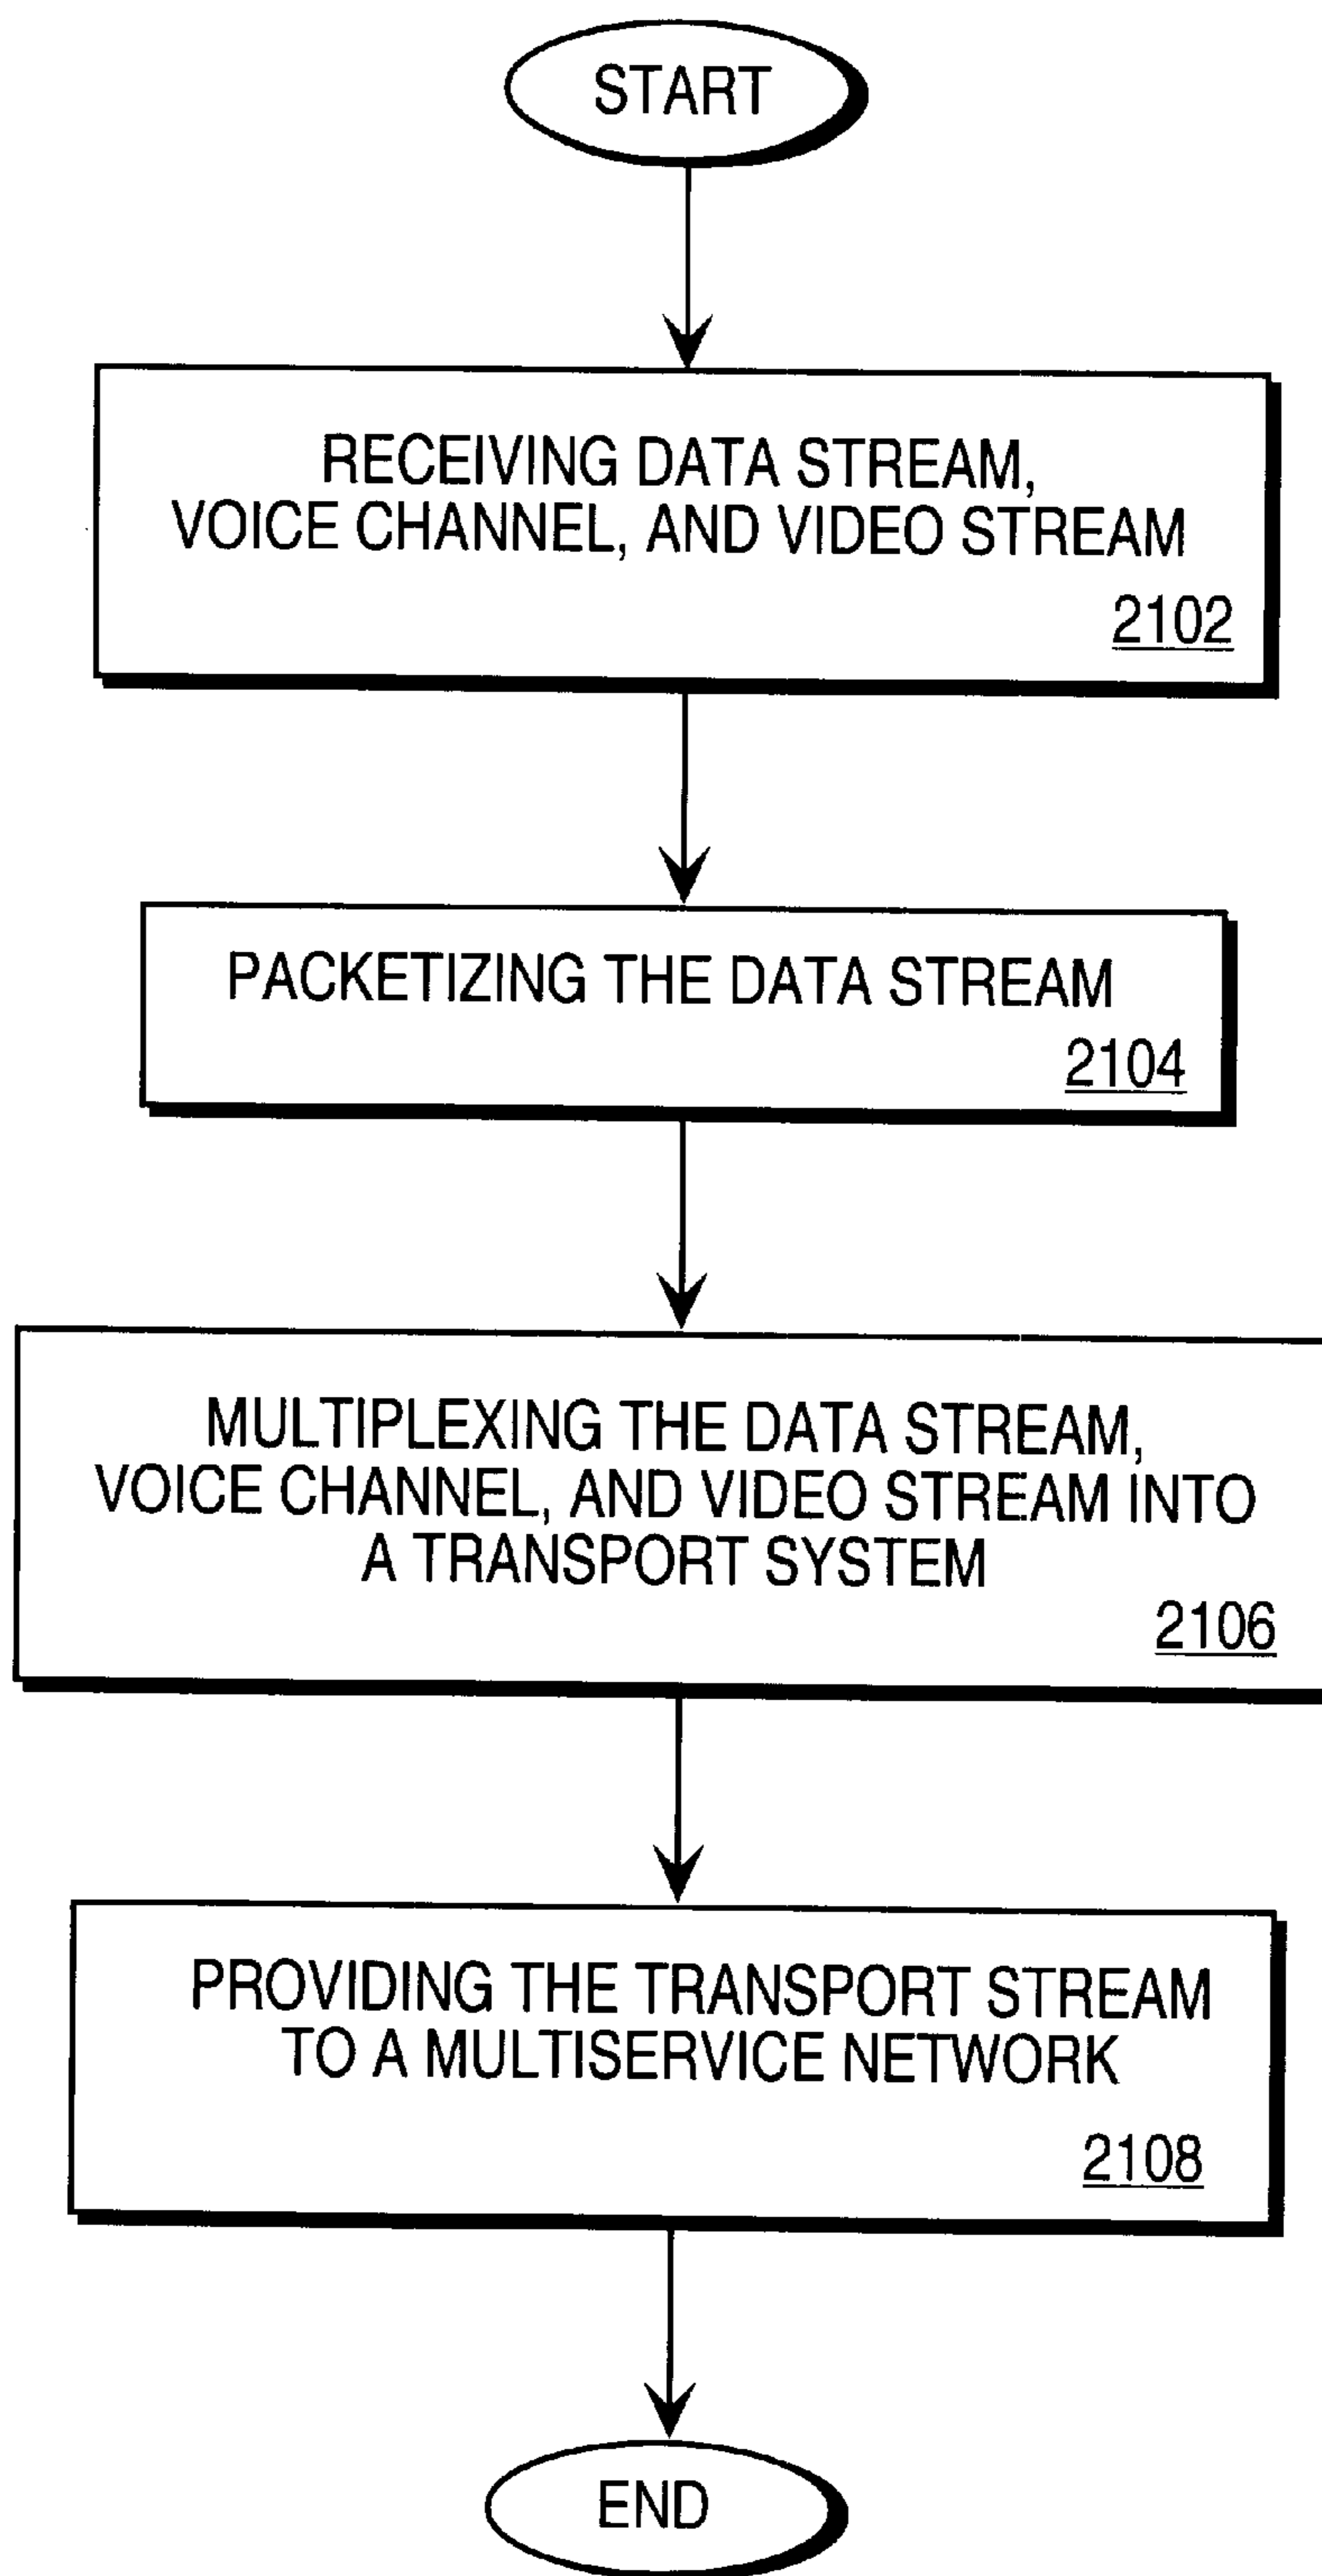 START
RECEIVING DATA STREAM,
VOICE CHANNEL, AND VIDEO STREAM
2102
PACKETIZING THE DATA STREAM
2104
MULTIPLEXING THE DATA STREAM,
VOICE CHANNEL, AND VIDEO STREAM INTO
A TRANSPORT SYSTEM
2106
PROVIDING THE TRANSPORT STREAM
TO A MULTISERVICE NETWORK
2108
END